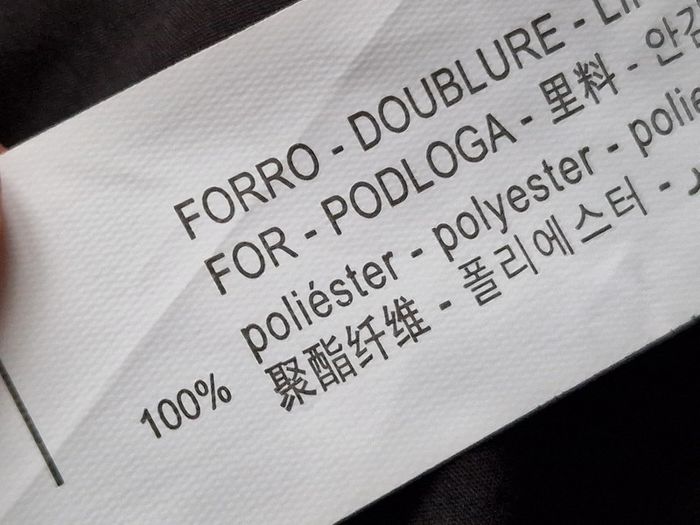 FORRO - DOUBLURE -
FOR - PODLOGA - 里料 -
poliéster - polyester -
100% 聚酯纤维 - 폴리에스터 -